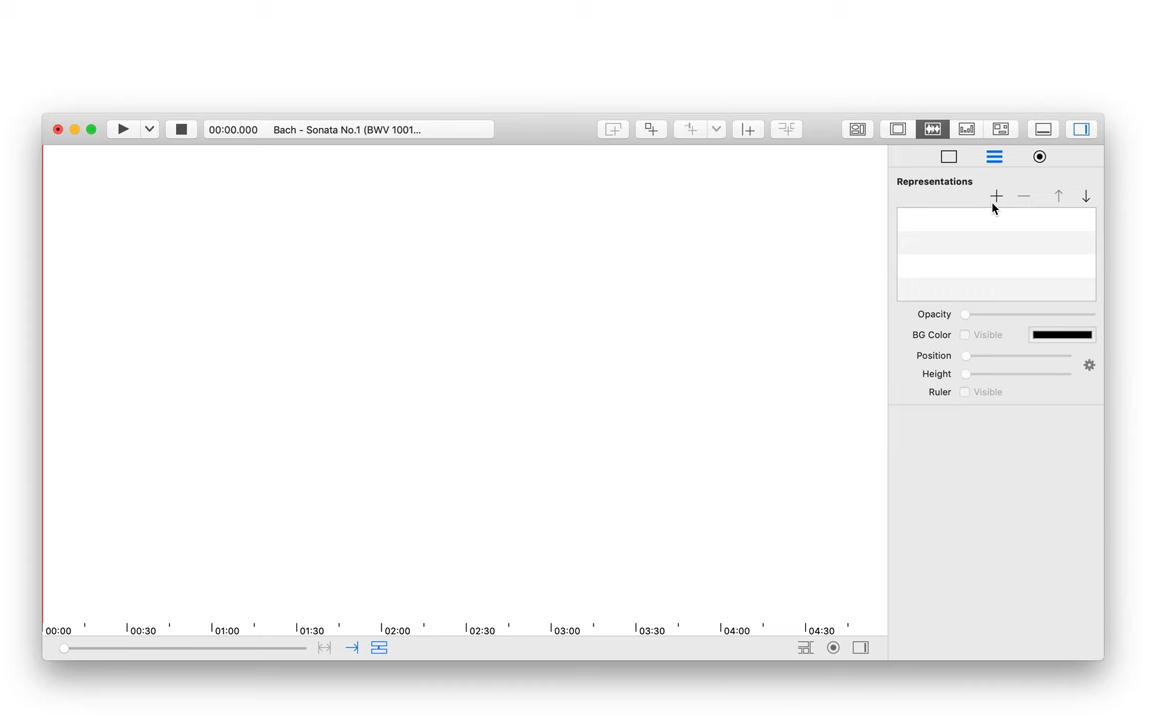 00:00.000 Bach - Sonata No.1 (BWV 1001...
Representations
Opacity
BG Color Visible
Position
Height
Ruler Visible
00:00 00:30 01:00 01:30 02:00 02:30 03:00 03:30 04:00 04:30